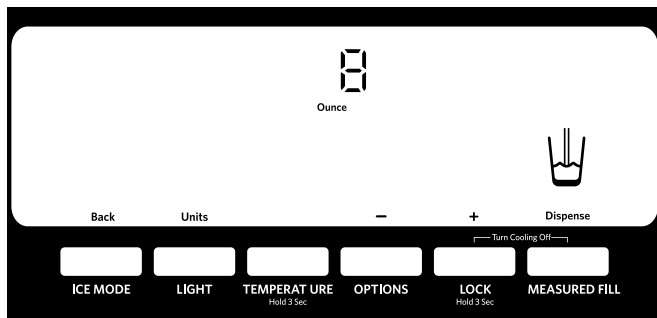 8
Ounce
Back Units − + Dispense
Turn Cooling Off
ICE MODE LIGHT TEMPERAT URE OPTIONS LOCK MEASURED FILL
Hold 3 Sec Hold 3 Sec